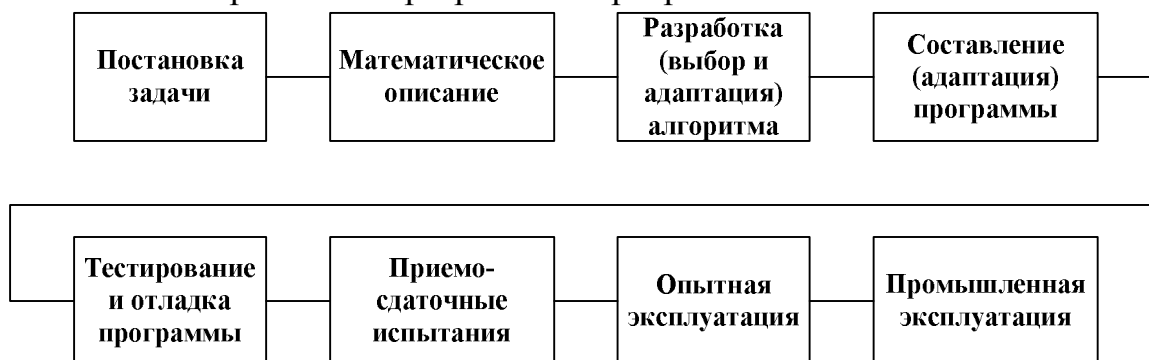 Постановка
задачи
Математическое
описание
Разработка
(выбор и
адаптация)
алгоритма
Составление
(адаптация)
программы
Тестирование
и отладка
программы
Приемо-
сдаточные
испытания
Опытная
эксплуатация
Промышленная
эксплуатация